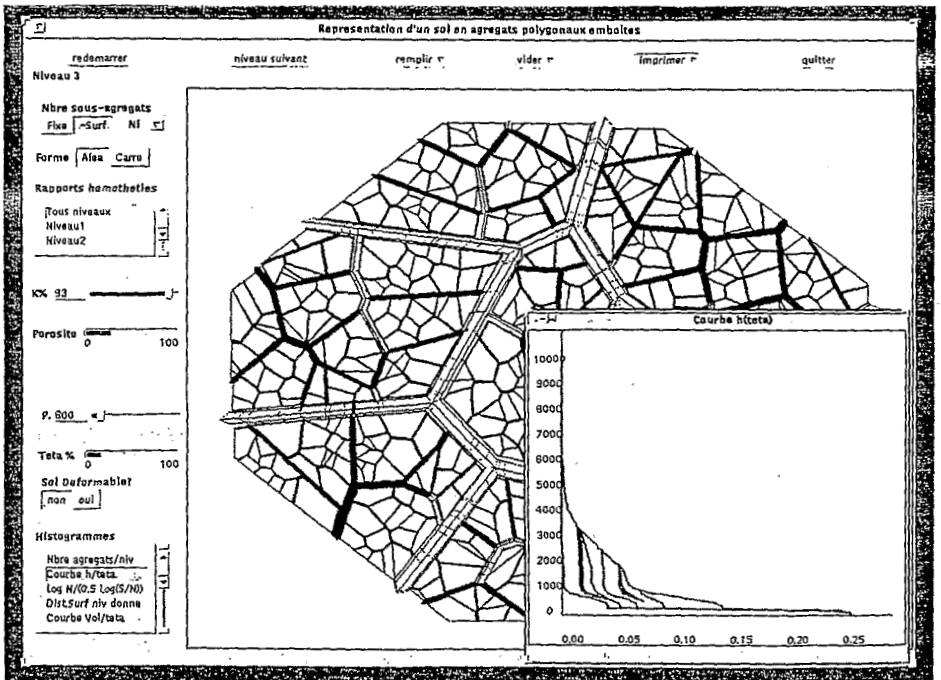 Representation d'un sol en agregats polygonaux emboites
redemarrer niveau suivant remplir vider imprimer quitter
Niveau 3
Nbre sous-agregats
Fixe -Surf. NI
Forme Alea Carre
Rapports homotheties
Tous niveaux
Niveau1
Niveau2
K% 93
Porosite
0 100
P. 600
Teta %
0 100
Sol Deformable?
non oui
Histogrammes
Nbre agregats/niv
Courbe h/teta
Log N/(0.5 Log(S/N))
Dist.Surf niv donne
Courbe Vol/teta
Courbe h(teta)
10000
9000
8000
7000
6000
5000
4000
3000
2000
1000
0
0.00 0.05 0.10 0.15 0.20 0.25